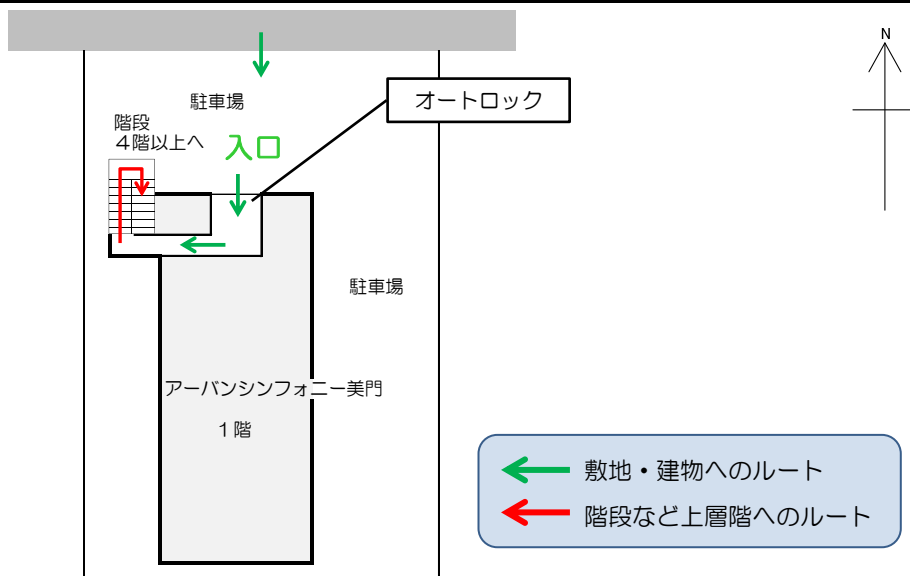 N
駐車場
オートロック
階段
４階以上へ
入口
駐車場
アーバンシンフォニー美門
１階
敷地・建物へのルート
階段など上層階へのルート